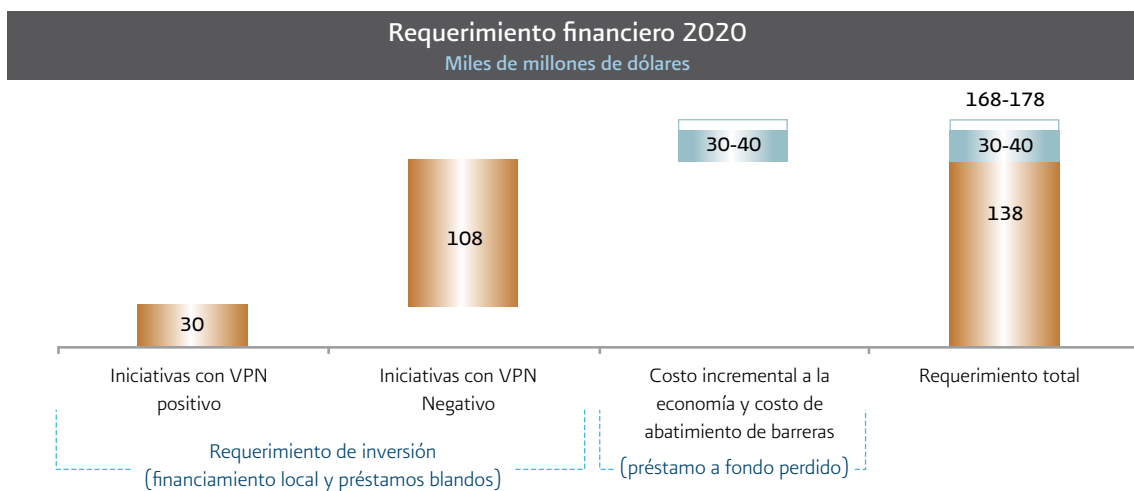 Requerimiento financiero 2020
Miles de millones de dólares
168-178
30-40
30-40
138
108
30
Iniciativas con VPN
positivo
Iniciativas con VPN
Negativo
Costo incremental a la
economía y costo de
abatimiento de barreras
Requerimiento total
Requerimiento de inversión
(financiamiento local y préstamos blandos)
(préstamo a fondo perdido)